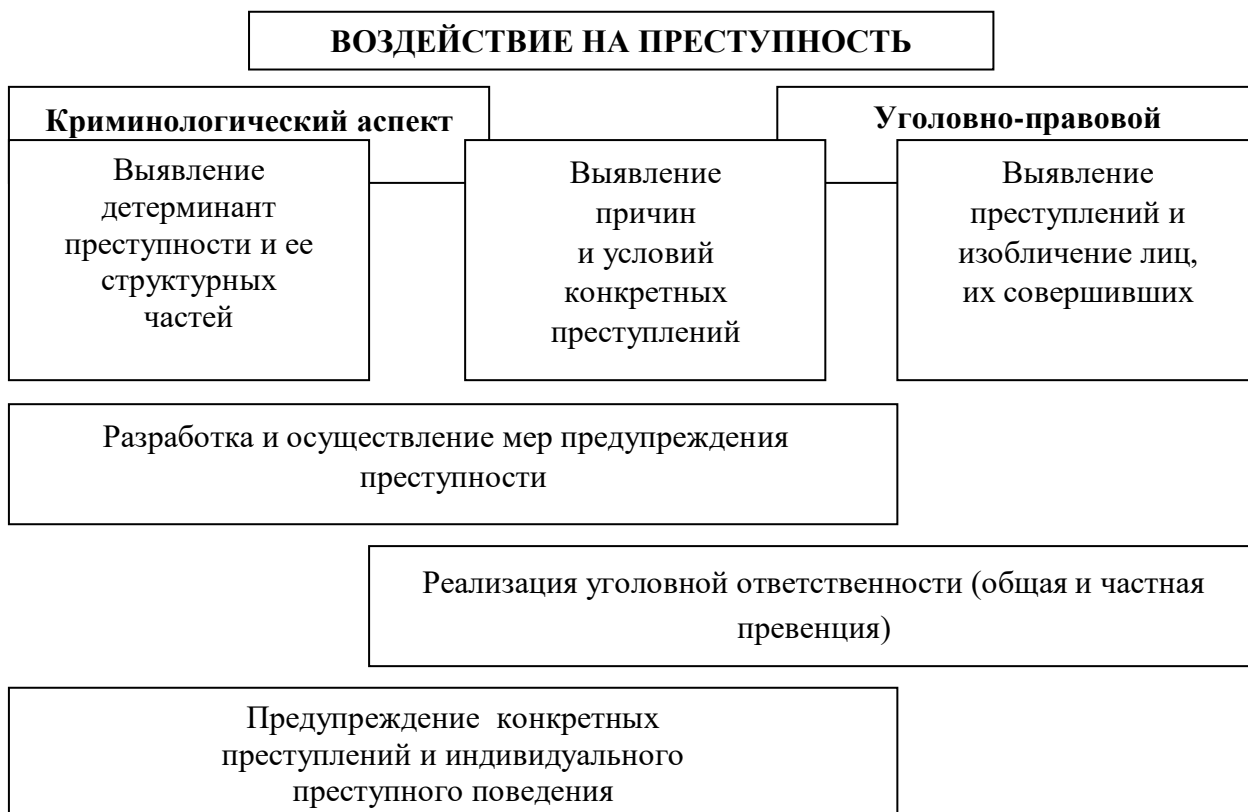 ВОЗДЕЙСТВИЕ НА ПРЕСТУПНОСТЬ
Криминологический аспект
Уголовно-правовой
Выявление
детерминант
преступности и ее
структурных
частей
Выявление
причин
и условий
конкретных
преступлений
Выявление
преступлений и
изобличение лиц,
их совершивших
Разработка и осуществление мер предупреждения
преступности
Реализация уголовной ответственности (общая и частная
превенция)
Предупреждение конкретных
преступлений и индивидуального
преступного поведения